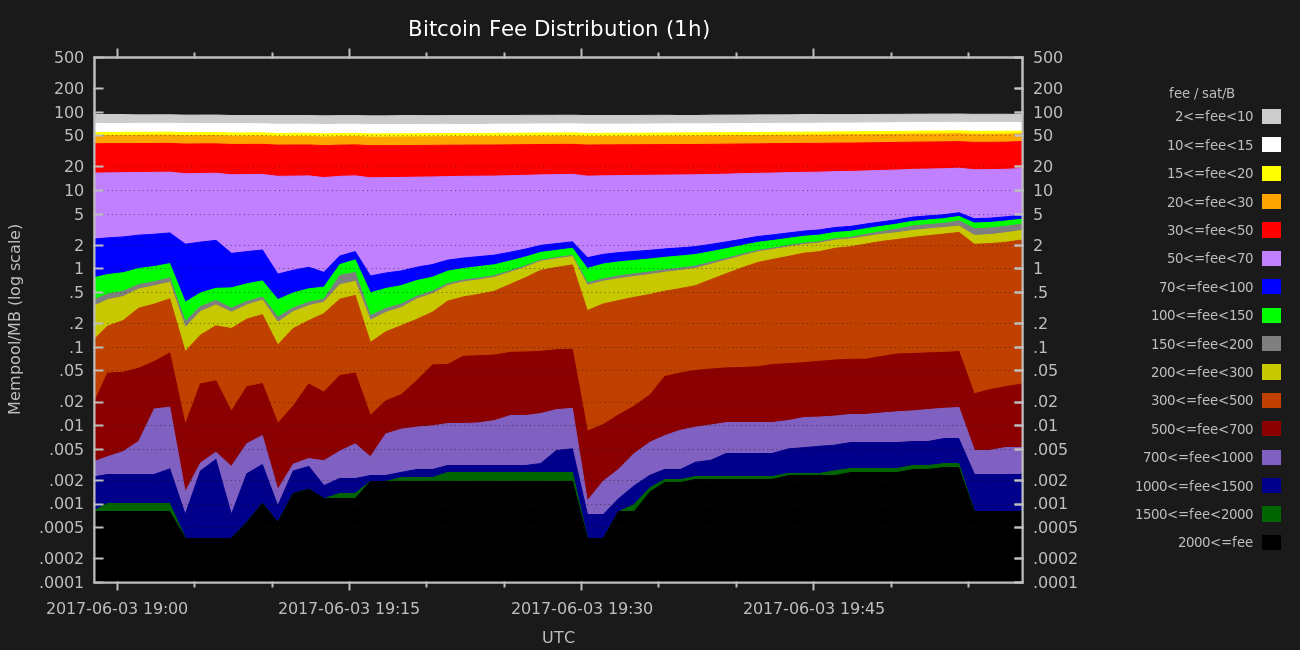 Bitcoin Fee Distribution (1h)
500 500
200 200
100 100
50 50
20 20
10 10
5 5
2 2
1 1
.5 .5
.2 .2
.1 .1
.05 .05
.02 .02
.01 .01
.005 .005
.002 .002
.001 .001
.0005 .0005
.0002 .0002
.0001 .0001
Mempool/MB (log scale)
2017-06-03 19:00 2017-06-03 19:15 2017-06-03 19:30 2017-06-03 19:45
UTC
fee / sat/B
2<=fee<10
10<=fee<15
15<=fee<20
20<=fee<30
30<=fee<50
50<=fee<70
70<=fee<100
100<=fee<150
150<=fee<200
200<=fee<300
300<=fee<500
500<=fee<700
700<=fee<1000
1000<=fee<1500
1500<=fee<2000
2000<=fee